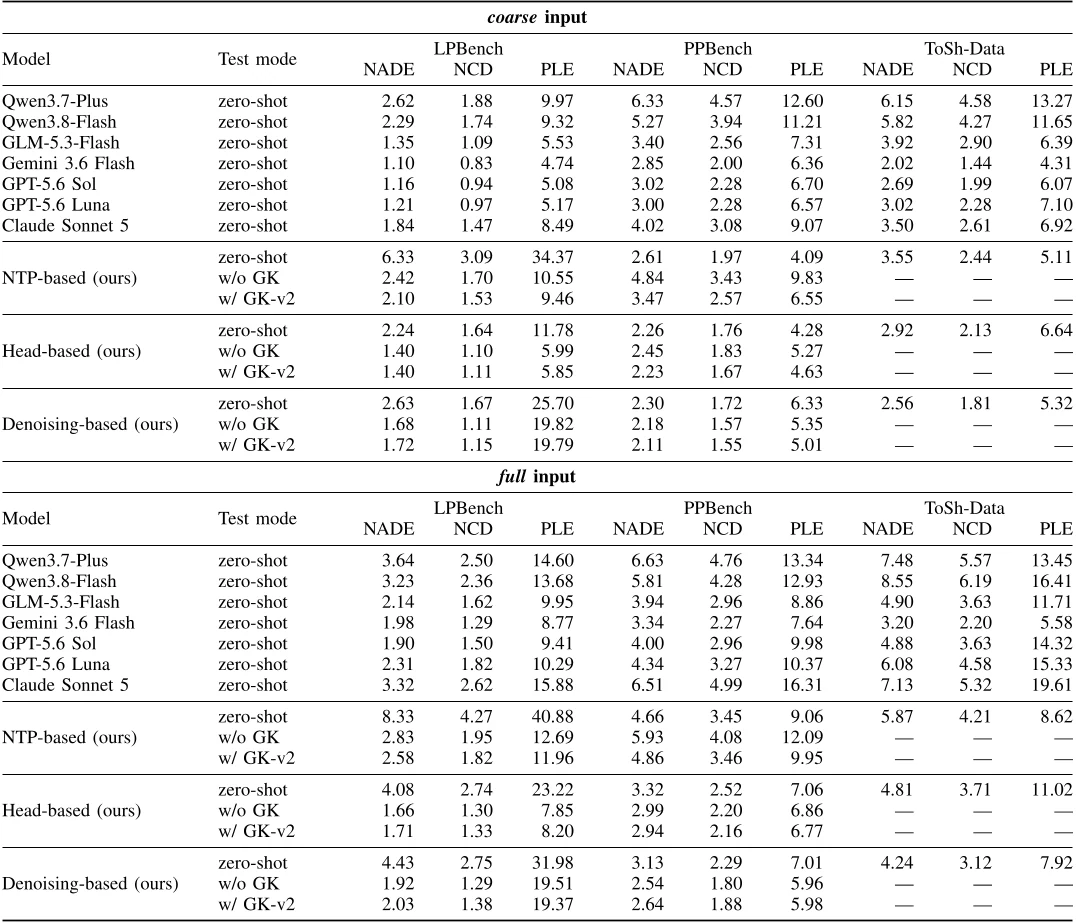 coarse input
Model Test mode LPBench PPBench ToSh-Data
NADE NCD PLE NADE NCD PLE NADE NCD PLE
Qwen3.7-Plus zero-shot 2.62 1.88 9.97 6.33 4.57 12.60 6.15 4.58 13.27
Qwen3.8-Flash zero-shot 2.29 1.74 9.32 5.27 3.94 11.21 5.82 4.27 11.65
GLM-5.3-Flash zero-shot 1.35 1.09 5.53 3.40 2.56 7.31 3.92 2.90 6.39
Gemini 3.6 Flash zero-shot 1.10 0.83 4.74 2.85 2.00 6.36 2.02 1.44 4.31
GPT-5.6 Sol zero-shot 1.16 0.94 5.08 3.02 2.28 6.70 2.69 1.99 6.07
GPT-5.6 Luna zero-shot 1.21 0.97 5.17 3.00 2.28 6.57 3.02 2.28 7.10
Claude Sonnet 5 zero-shot 1.84 1.47 8.49 4.02 3.08 9.07 3.50 2.61 6.92
zero-shot 6.33 3.09 34.37 2.61 1.97 4.09 3.55 2.44 5.11
NTP-based (ours) w/o GK 2.42 1.70 10.55 4.84 3.43 9.83 — — —
w/ GK-v2 2.10 1.53 9.46 3.47 2.57 6.55 — — —
zero-shot 2.24 1.64 11.78 2.26 1.76 4.28 2.92 2.13 6.64
Head-based (ours) w/o GK 1.40 1.10 5.99 2.45 1.83 5.27 — — —
w/ GK-v2 1.40 1.11 5.85 2.23 1.67 4.63 — — —
zero-shot 2.63 1.67 25.70 2.30 1.72 6.33 2.56 1.81 5.32
Denoising-based (ours) w/o GK 1.68 1.11 19.82 2.18 1.57 5.35 — — —
w/ GK-v2 1.72 1.15 19.79 2.11 1.55 5.01 — — —
full input
Model Test mode LPBench PPBench ToSh-Data
NADE NCD PLE NADE NCD PLE NADE NCD PLE
Qwen3.7-Plus zero-shot 3.64 2.50 14.60 6.63 4.76 13.34 7.48 5.57 13.45
Qwen3.8-Flash zero-shot 3.23 2.36 13.68 5.81 4.28 12.93 8.55 6.19 16.41
GLM-5.3-Flash zero-shot 2.14 1.62 9.95 3.94 2.96 8.86 4.90 3.63 11.71
Gemini 3.6 Flash zero-shot 1.98 1.29 8.77 3.34 2.27 7.64 3.20 2.20 5.58
GPT-5.6 Sol zero-shot 1.90 1.50 9.41 4.00 2.96 9.98 4.88 3.63 14.32
GPT-5.6 Luna zero-shot 2.31 1.82 10.29 4.34 3.27 10.37 6.08 4.58 15.33
Claude Sonnet 5 zero-shot 3.32 2.62 15.88 6.51 4.99 16.31 7.13 5.32 19.61
zero-shot 8.33 4.27 40.88 4.66 3.45 9.06 5.87 4.21 8.62
NTP-based (ours) w/o GK 2.83 1.95 12.69 5.93 4.08 12.09 — — —
w/ GK-v2 2.58 1.82 11.96 4.86 3.46 9.95 — — —
zero-shot 4.08 2.74 23.22 3.32 2.52 7.06 4.81 3.71 11.02
Head-based (ours) w/o GK 1.66 1.30 7.85 2.99 2.20 6.86 — — —
w/ GK-v2 1.71 1.33 8.20 2.94 2.16 6.77 — — —
zero-shot 4.43 2.75 31.98 3.13 2.29 7.01 4.24 3.12 7.92
Denoising-based (ours) w/o GK 1.92 1.29 19.51 2.54 1.80 5.96 — — —
w/ GK-v2 2.03 1.38 19.37 2.64 1.88 5.98 — — —